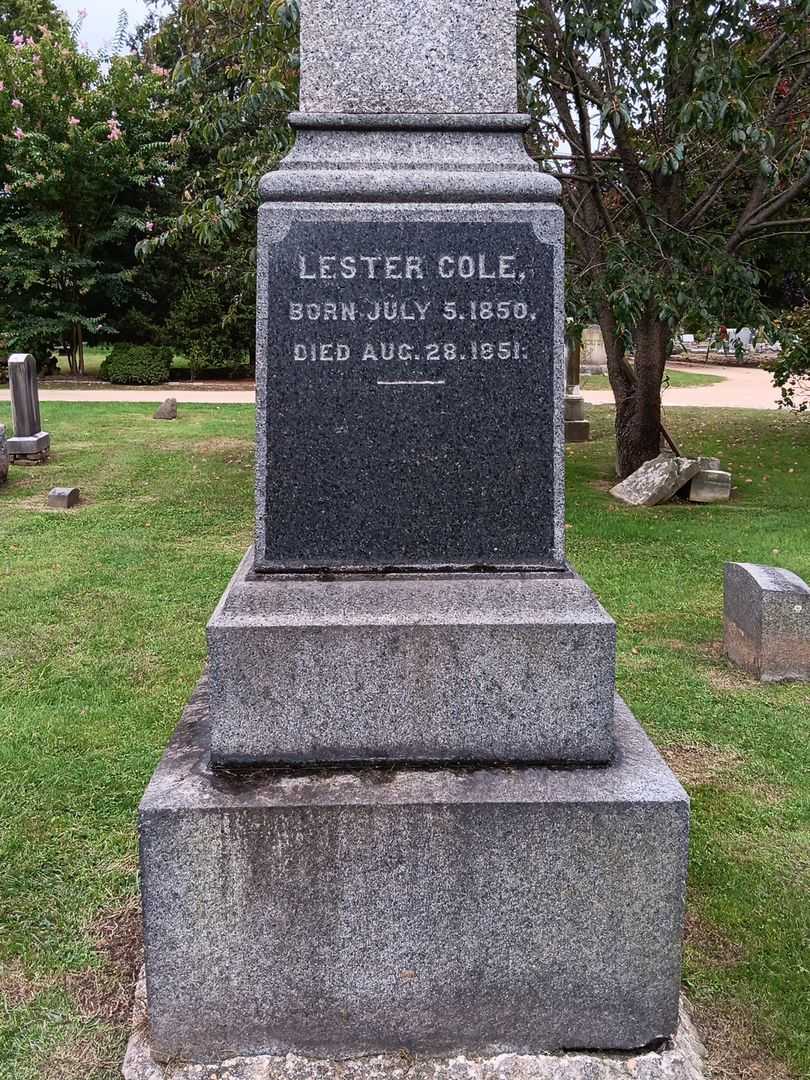 LESTER COLE,
BORN JULY 5. 1850.
DIED AUG. 28. 1851.